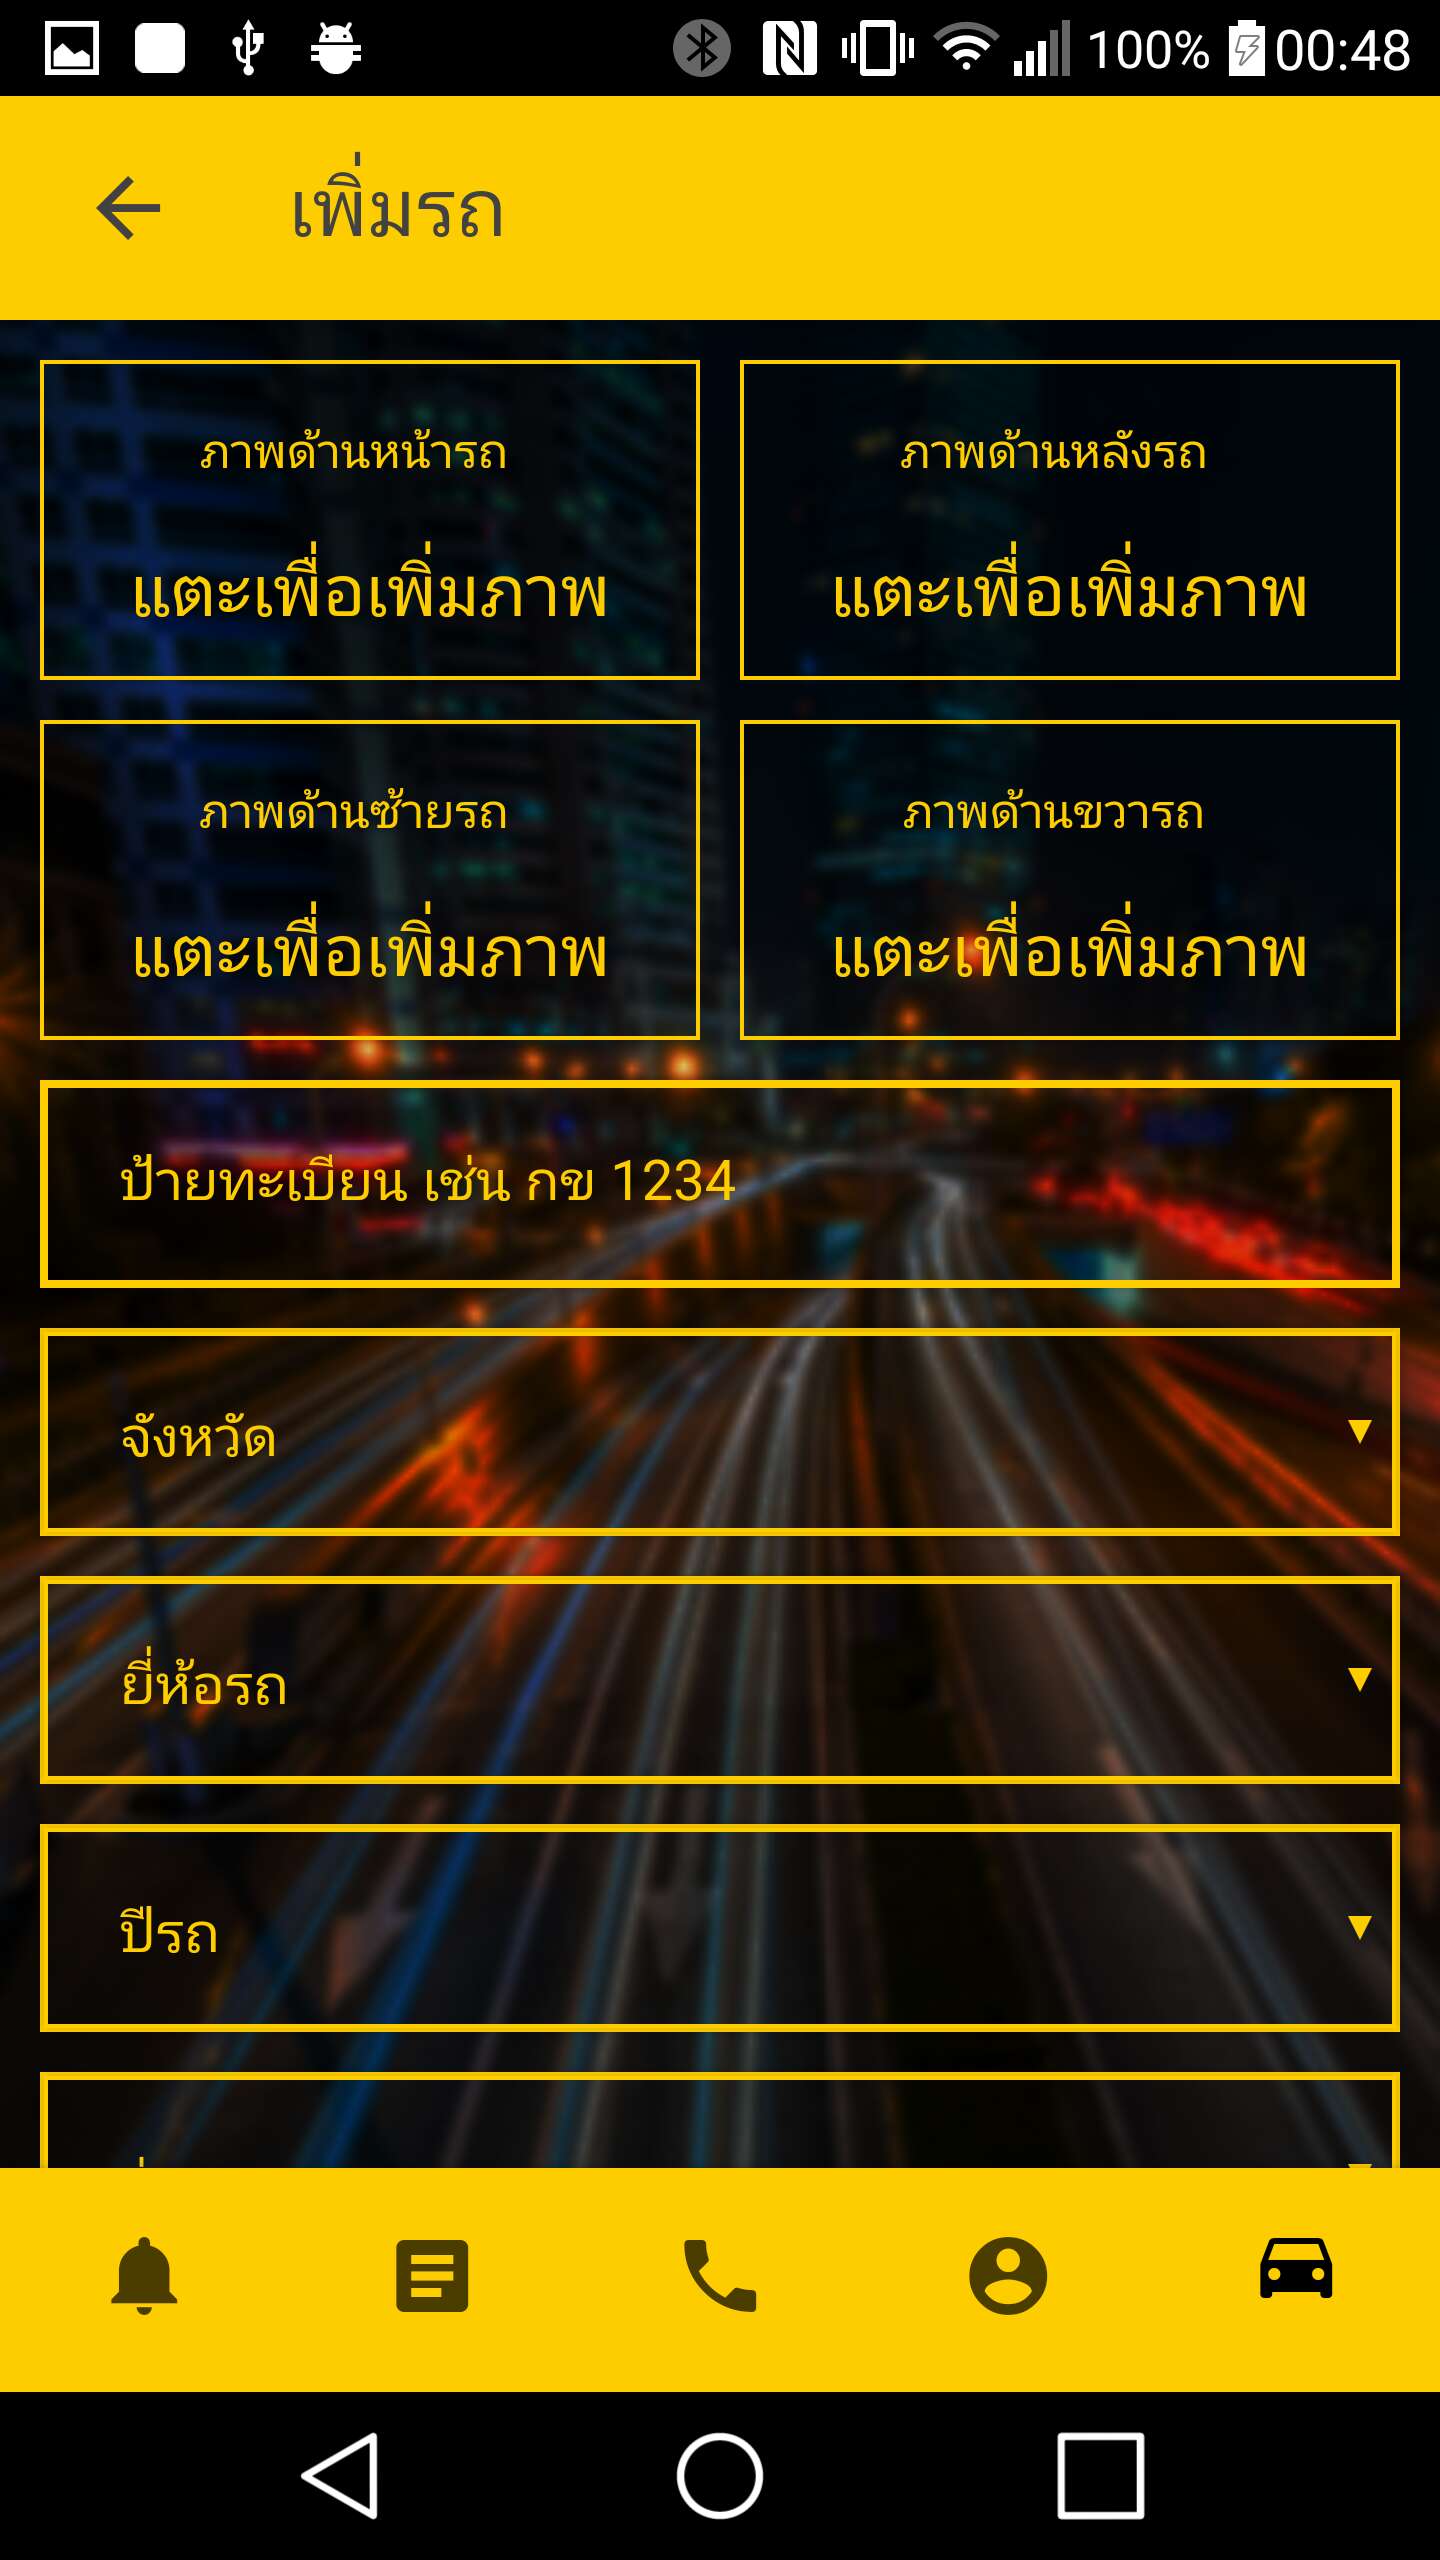 100% 00:48
เพิ่มรถ
ภาพด้านหน้ารถ
แตะเพื่อเพิ่มภาพ
ภาพด้านหลังรถ
แตะเพื่อเพิ่มภาพ
ภาพด้านซ้ายรถ
แตะเพื่อเพิ่มภาพ
ภาพด้านขวารถ
แตะเพื่อเพิ่มภาพ
ป้ายทะเบียน เช่น กข 1234
จังหวัด
ยี่ห้อรถ
ปีรถ